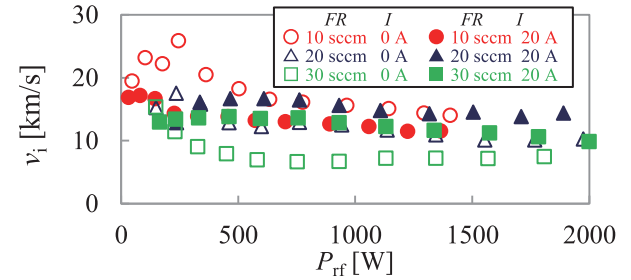 30
20
10
0
v_i [km/s]
FR I FR I
10 sccm 0 A 10 sccm 20 A
20 sccm 0 A 20 sccm 20 A
30 sccm 0 A 30 sccm 20 A
0 500 1000 1500 2000
P_rf [W]